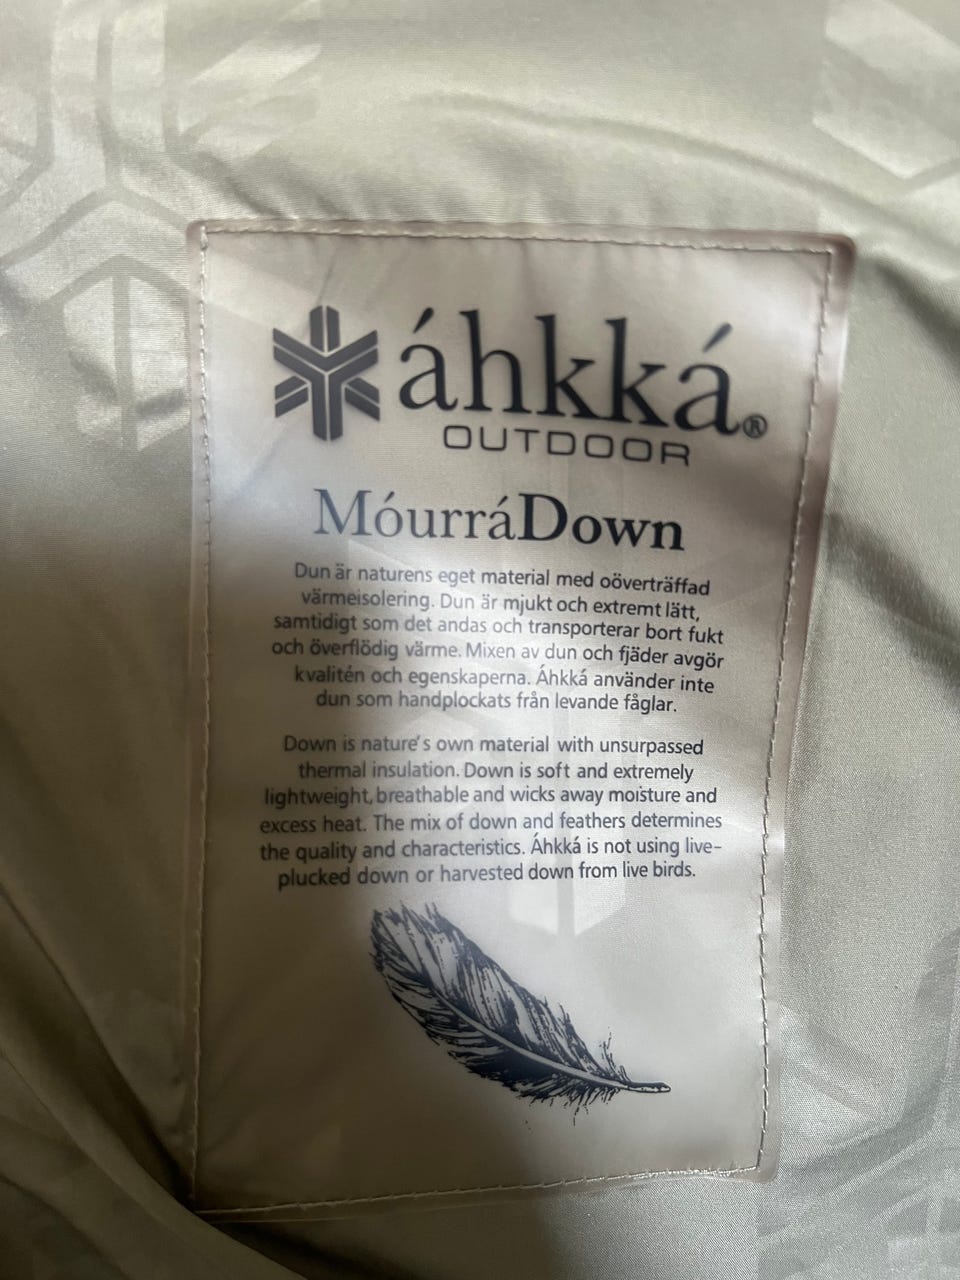 áhkká®
OUTDOOR
MóurráDown
Dun är naturens eget material med oöverträffad
värmeisolering. Dun är mjukt och extremt lätt,
samtidigt som det andas och transporterar bort fukt
och överflödig värme. Mixen av dun och fjäder avgör
kvalitén och egenskaperna. Áhkká använder inte
dun som handplockats från levande fåglar.
Down is nature's own material with unsurpassed
thermal insulation. Down is soft and extremely
lightweight, breathable and wicks away moisture and
excess heat. The mix of down and feathers determines
the quality and characteristics. Áhkká is not using live-
plucked down or harvested down from live birds.